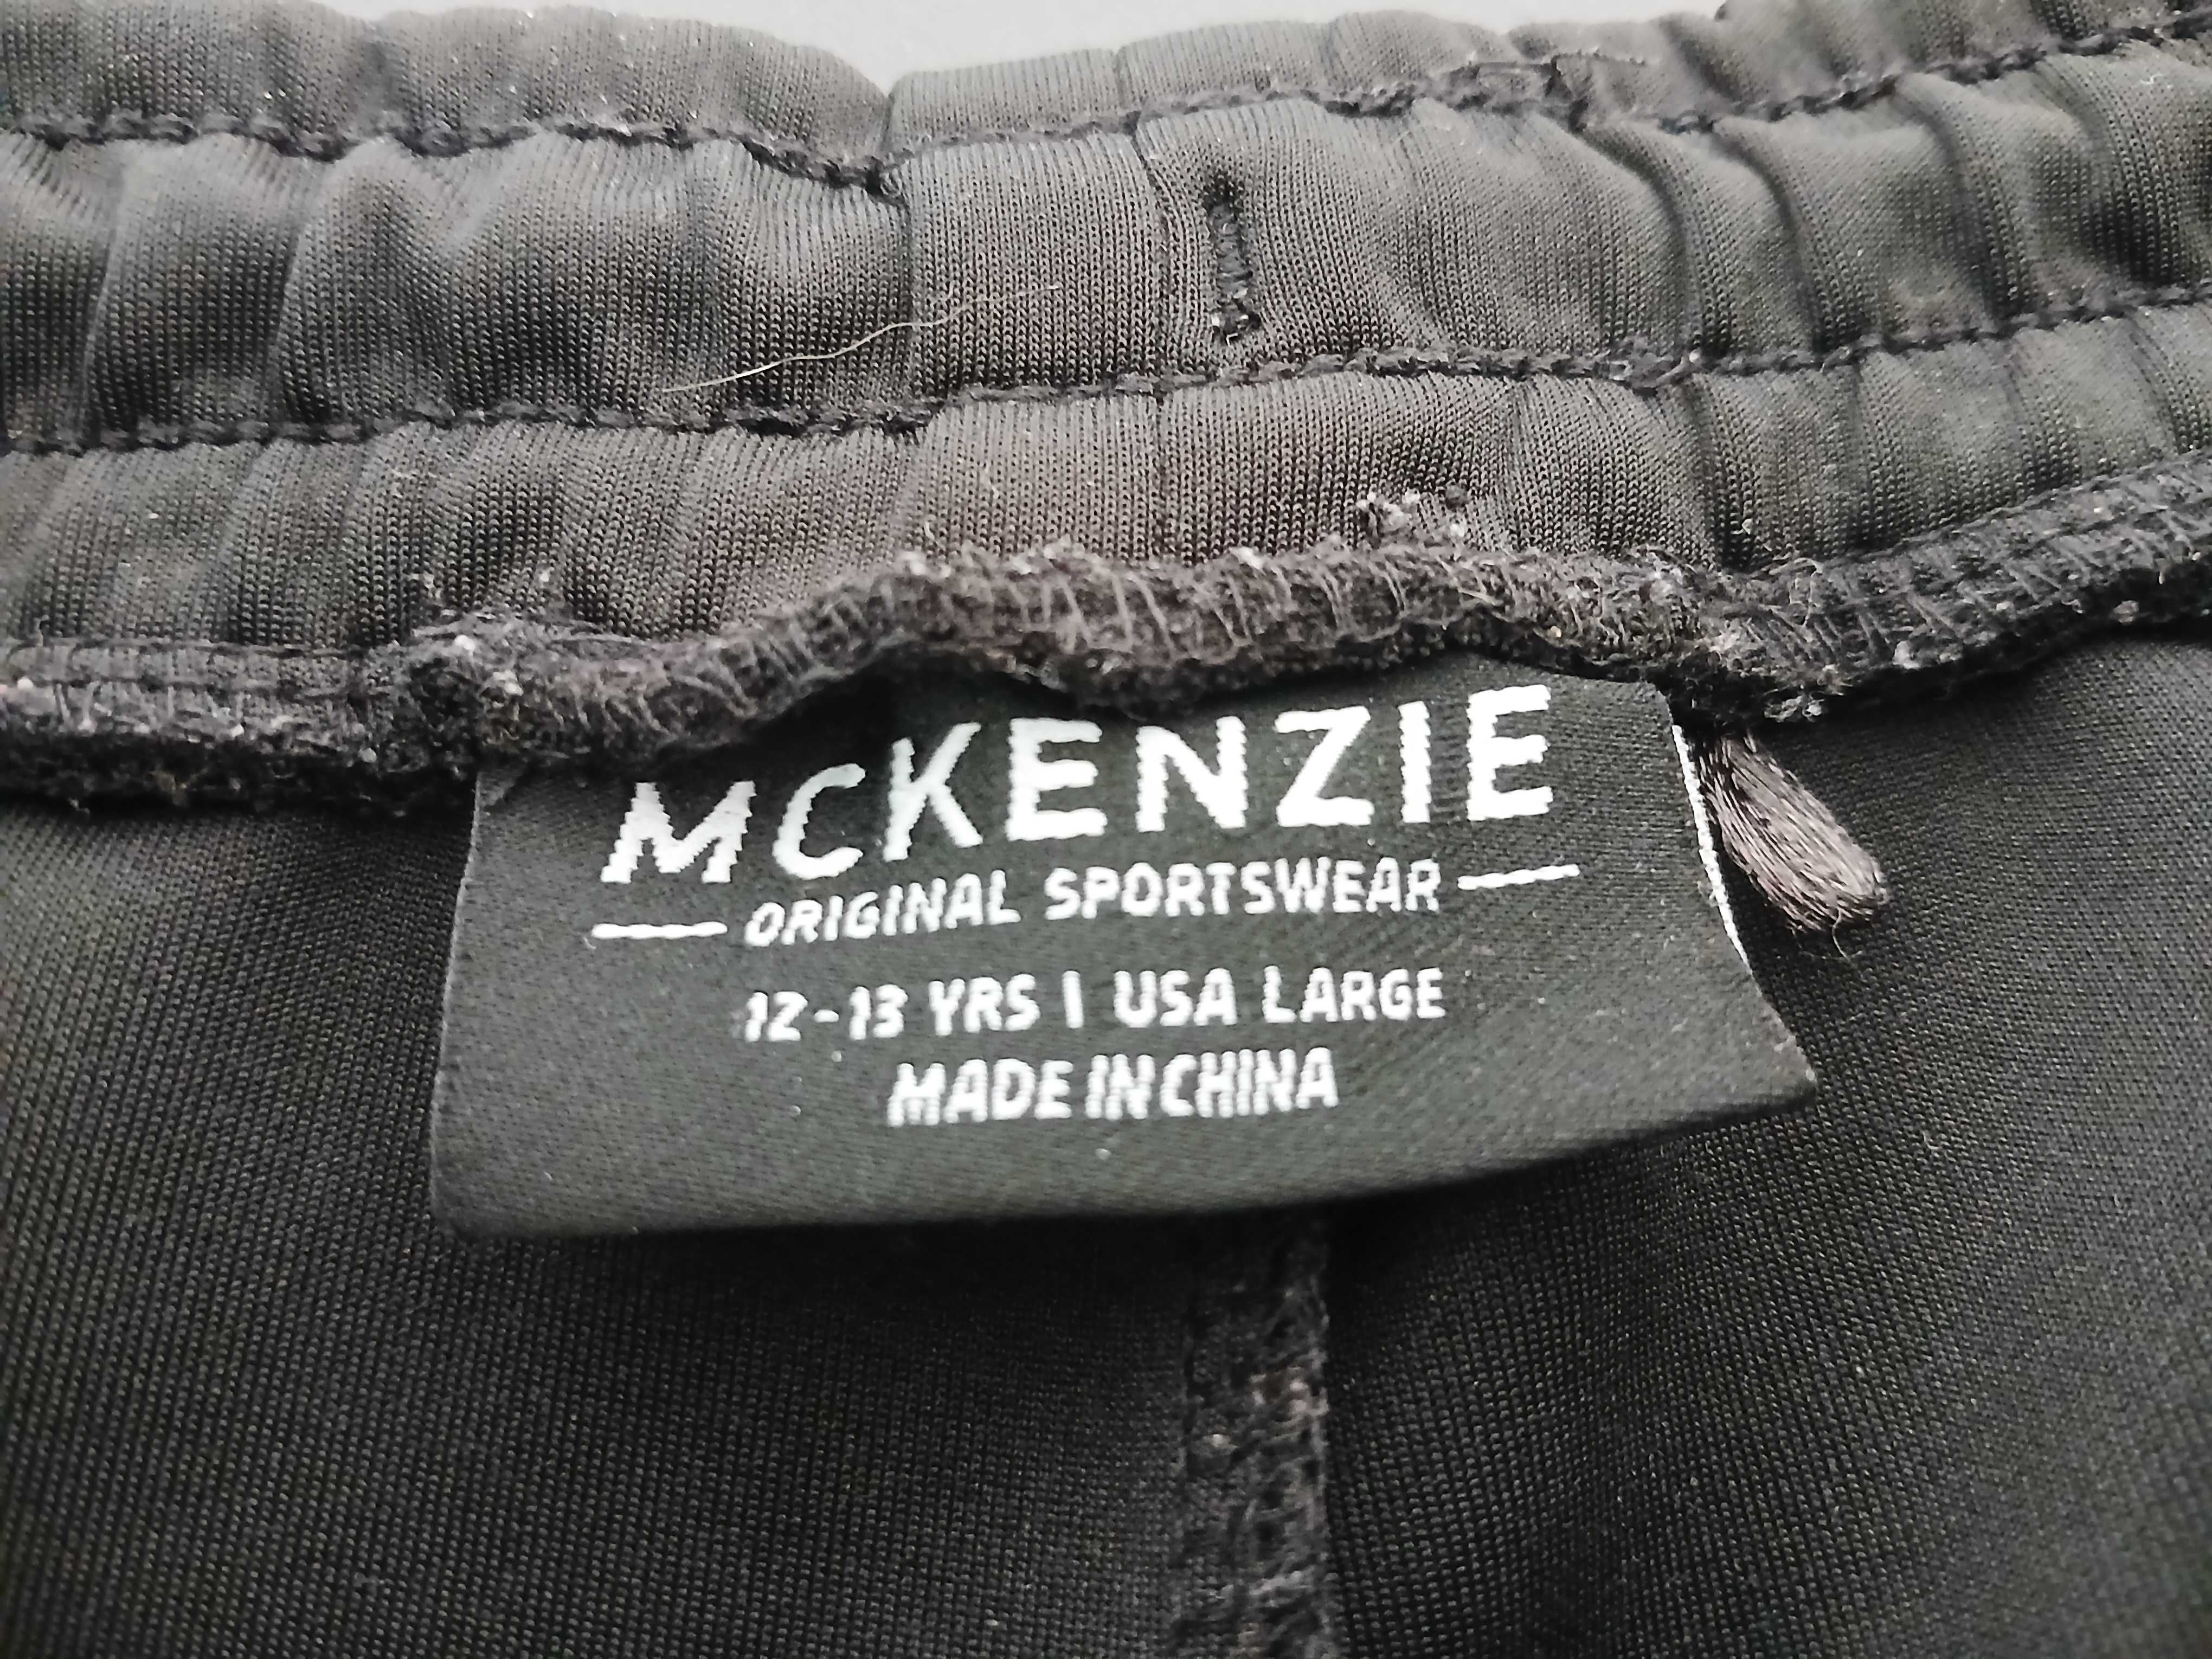 MCKENZIE
ORIGINAL SPORTSWEAR
12-13 YRS | USA LARGE
MADE IN CHINA